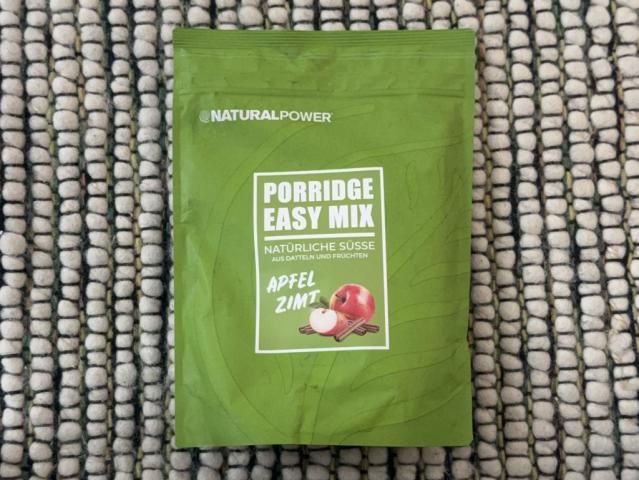 NATURALPOWER
PORRIDGE
EASY MIX
NATÜRLICHE SÜSSE
AUS DATTELN UND FRÜCHTEN
APFEL
ZIMT